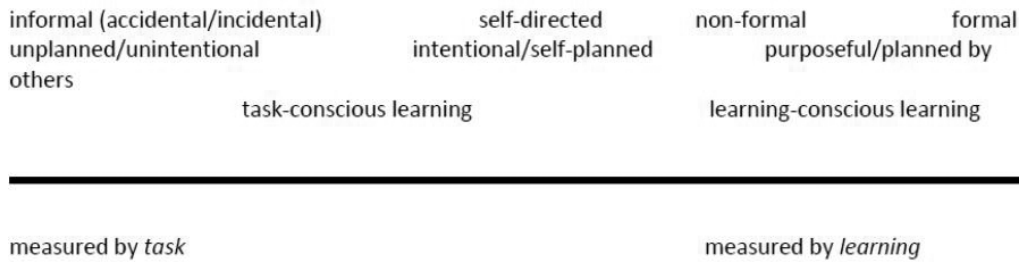 informal (accidental/incidental) self-directed non-formal formal
unplanned/unintentional intentional/self-planned purposeful/planned by
others
task-conscious learning learning-conscious learning
measured by task measured by learning